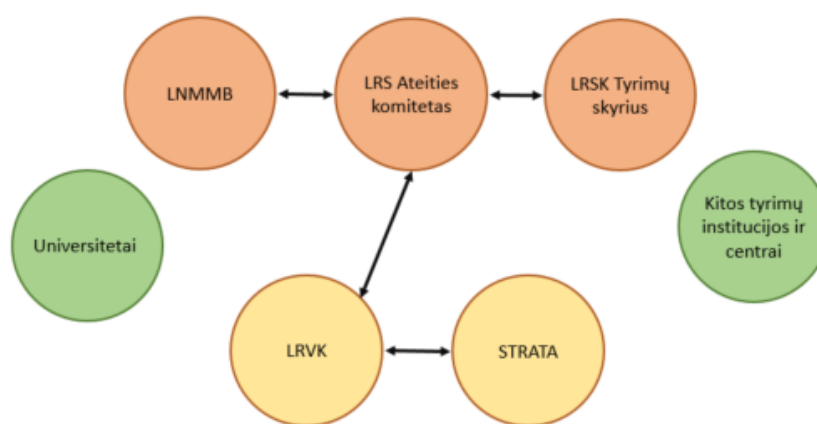 LNMMB
LRS Ateities
komitetas
LRSK Tyrimų
skyrius
Universitetai
Kitos tyrimų
institucijos ir
centrai
LRVK
STRATA